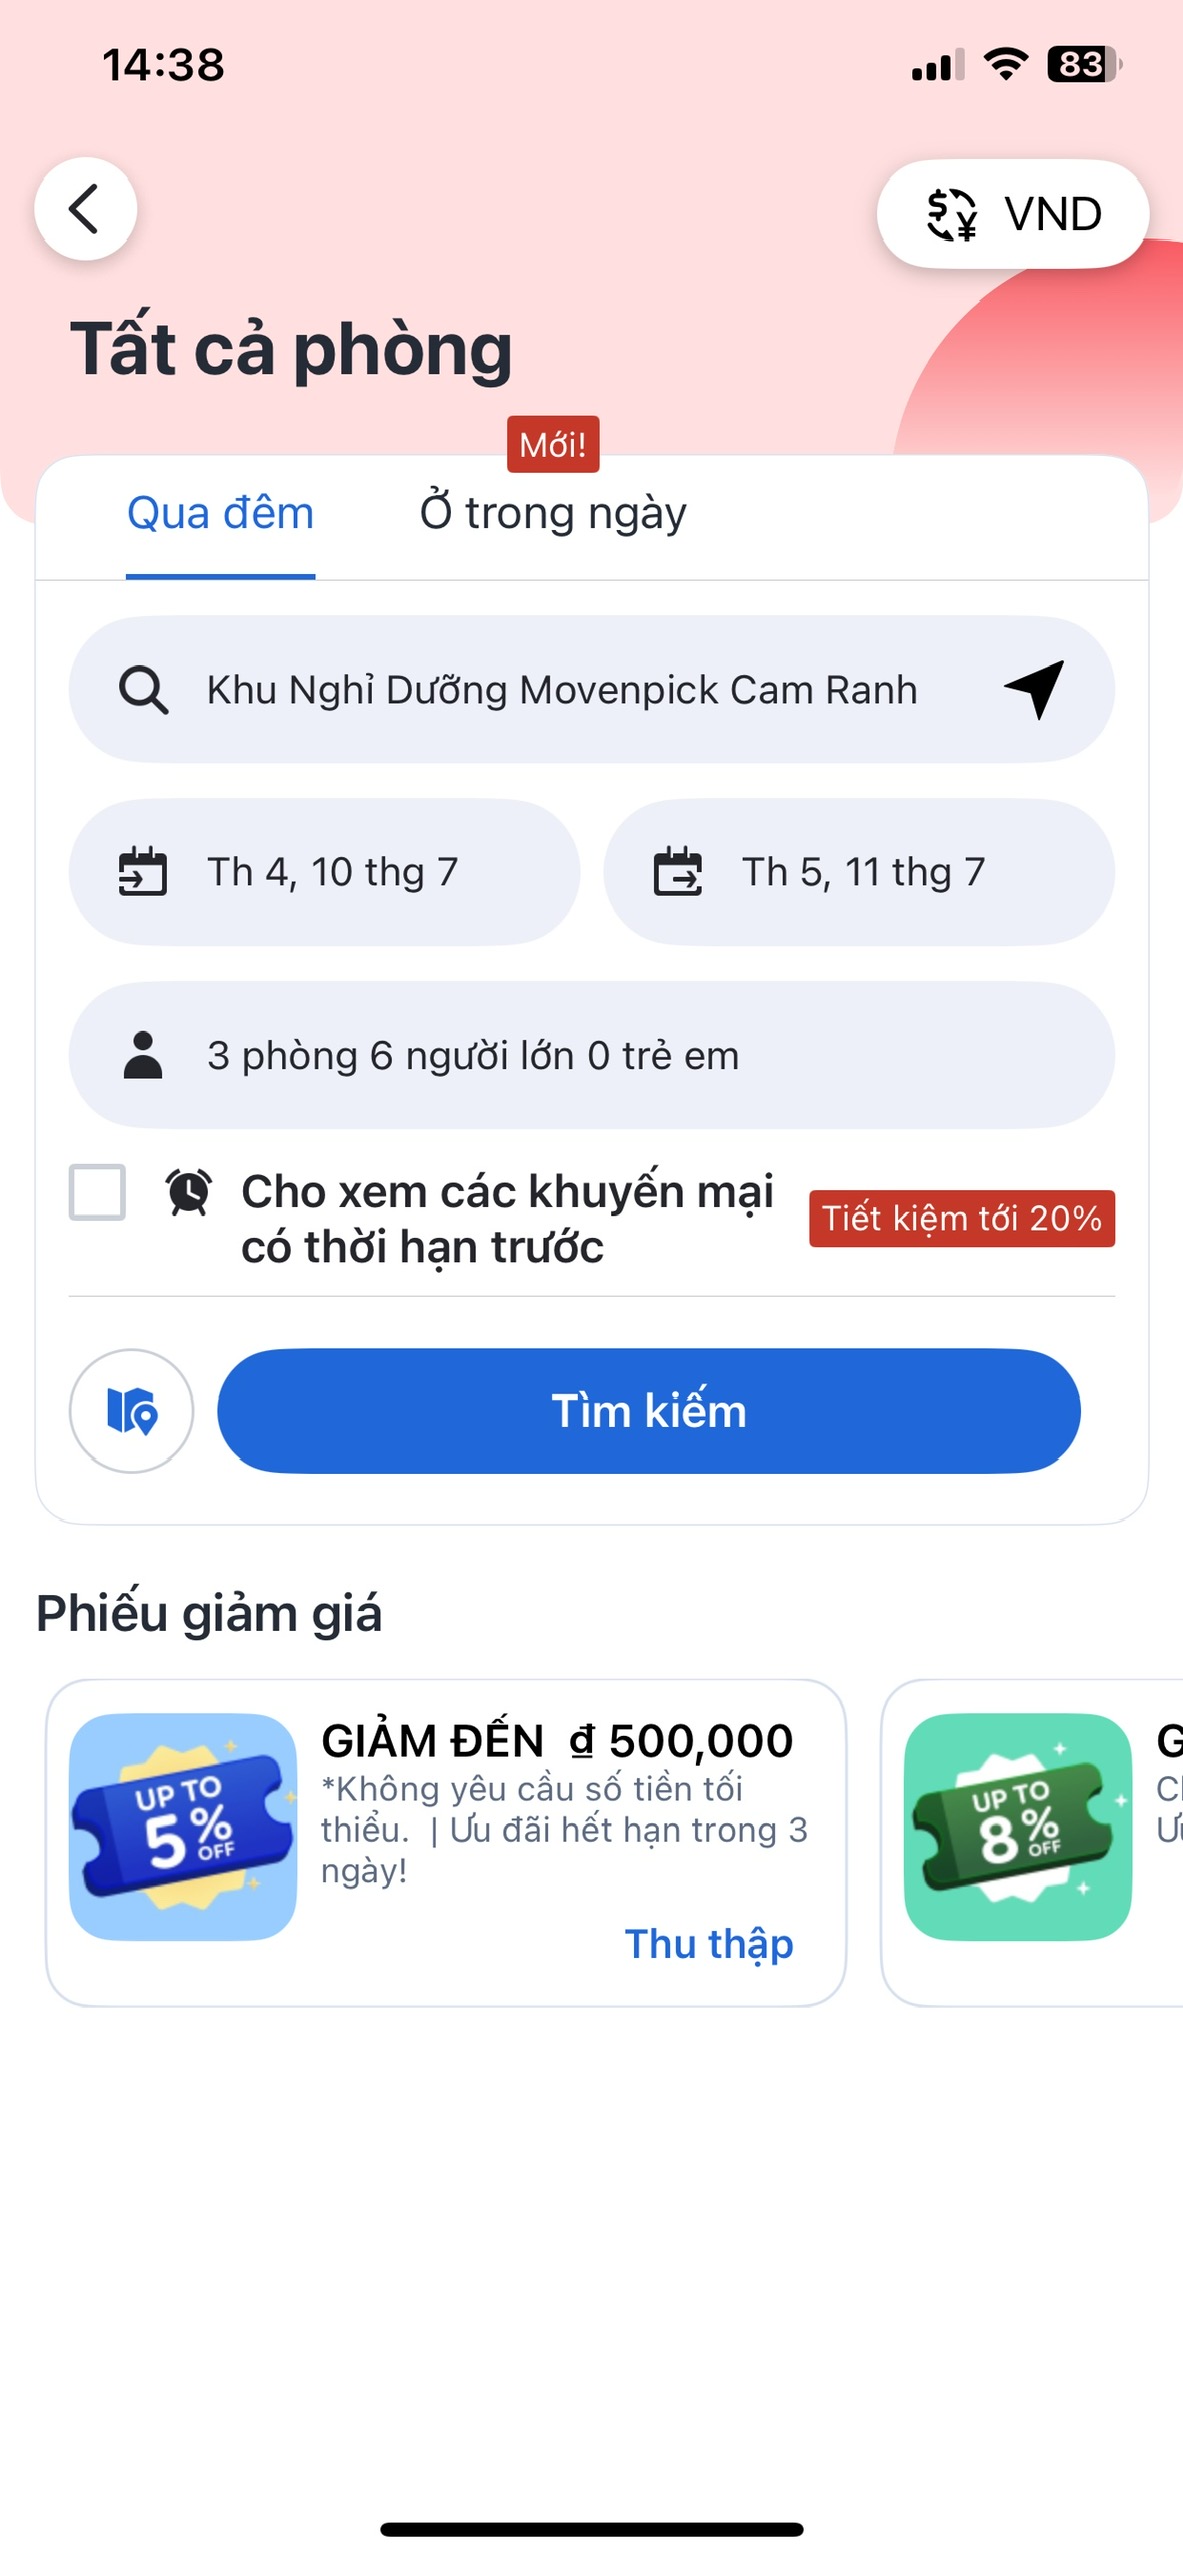 14:38
83
VND
Tất cả phòng
Mới!
Qua đêm
Ở trong ngày
Khu Nghỉ Dưỡng Movenpick Cam Ranh
Th 4, 10 thg 7
Th 5, 11 thg 7
3 phòng 6 người lớn 0 trẻ em
Cho xem các khuyến mại
có thời hạn trước
Tiết kiệm tới 20%
Tìm kiếm
Phiếu giảm giá
UP TO
5%
OFF
GIẢM ĐẾN ₫ 500,000
*Không yêu cầu số tiền tối
thiểu. | Ưu đãi hết hạn trong 3
ngày!
Thu thập
UP TO
8%
OFF